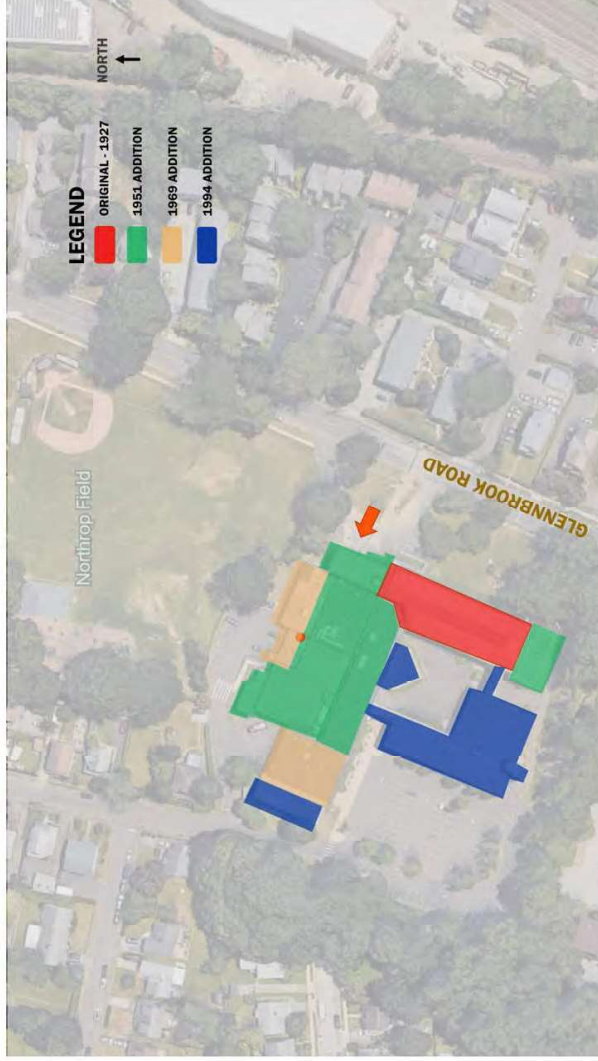 LEGEND
NORTH
ORIGINAL - 1927
1951 ADDITION
1969 ADDITION
1994 ADDITION
Northrop Field
GLENNBROOK ROAD